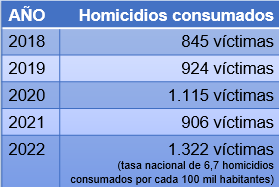 AÑO Homicidios consumados
2018 845 víctimas
2019 924 víctimas
2020 1.115 víctimas
2021 906 víctimas
2022 1.322 víctimas
(tasa nacional de 6,7 homicidios
consumados por cada 100 mil habitantes)